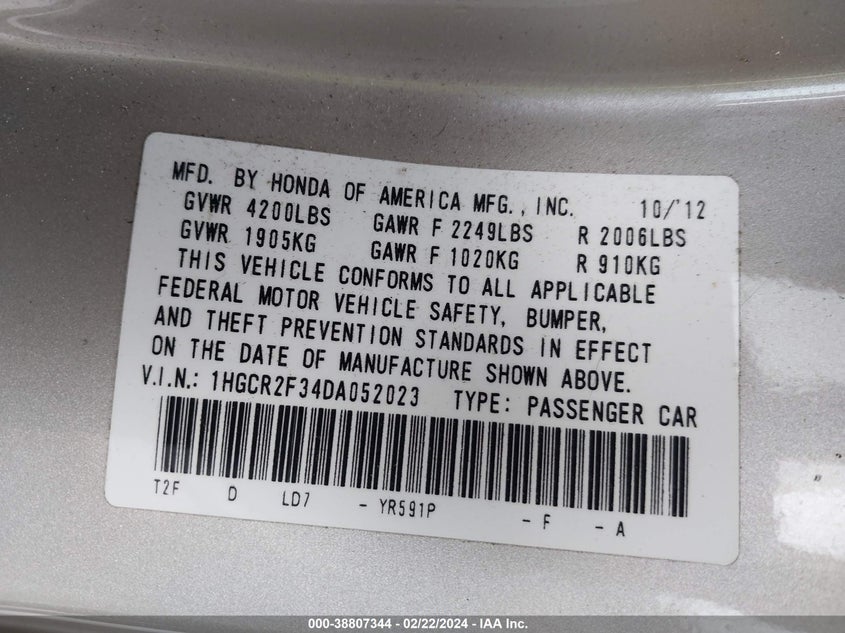 MFD. BY HONDA OF AMERICA MFG., INC. 10/'12
GVWR 4200LBS GAWR F 2249LBS R 2006LBS
GVWR 1905KG GAWR F 1020KG R 910KG
THIS VEHICLE CONFORMS TO ALL APPLICABLE
FEDERAL MOTOR VEHICLE SAFETY, BUMPER,
AND THEFT PREVENTION STANDARDS IN EFFECT
ON THE DATE OF MANUFACTURE SHOWN ABOVE.
V.I.N.: 1HGCR2F34DA052023 TYPE: PASSENGER CAR
T2F D LD7 - YR591P - F - A
000-38807344 - 02/22/2024 - IAA Inc.